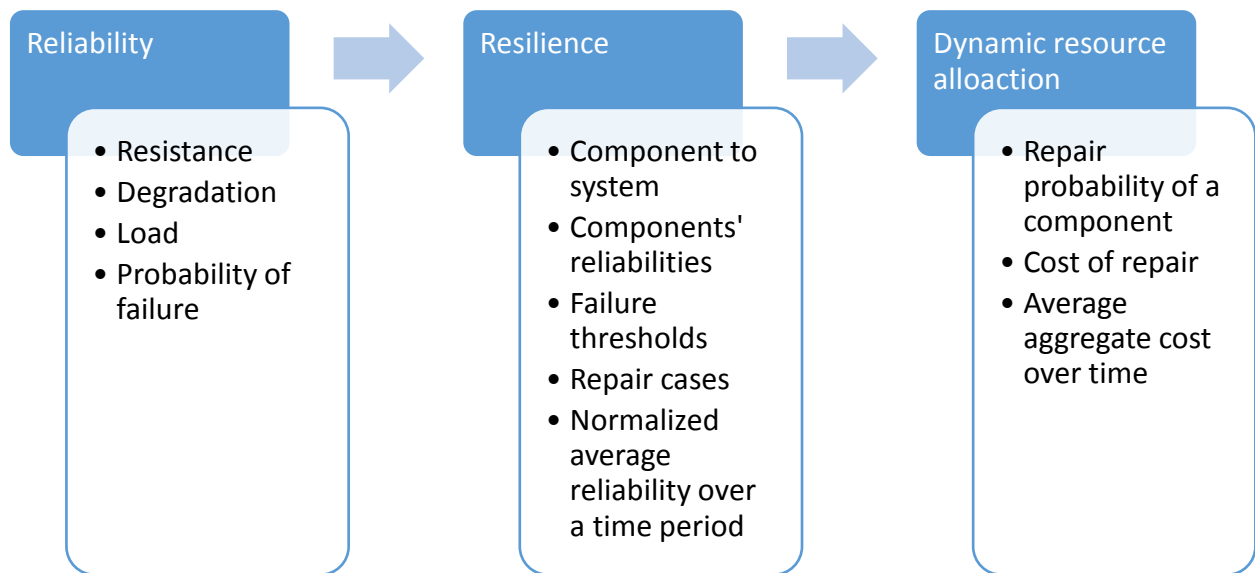 Reliability
• Resistance
• Degradation
• Load
• Probability of
failure
Resilience
• Component to
system
• Components'
reliabilities
• Failure
thresholds
• Repair cases
• Normalized
average
reliability over
a time period
Dynamic resource
alloaction
• Repair
probability of a
component
• Cost of repair
• Average
aggregate cost
over time